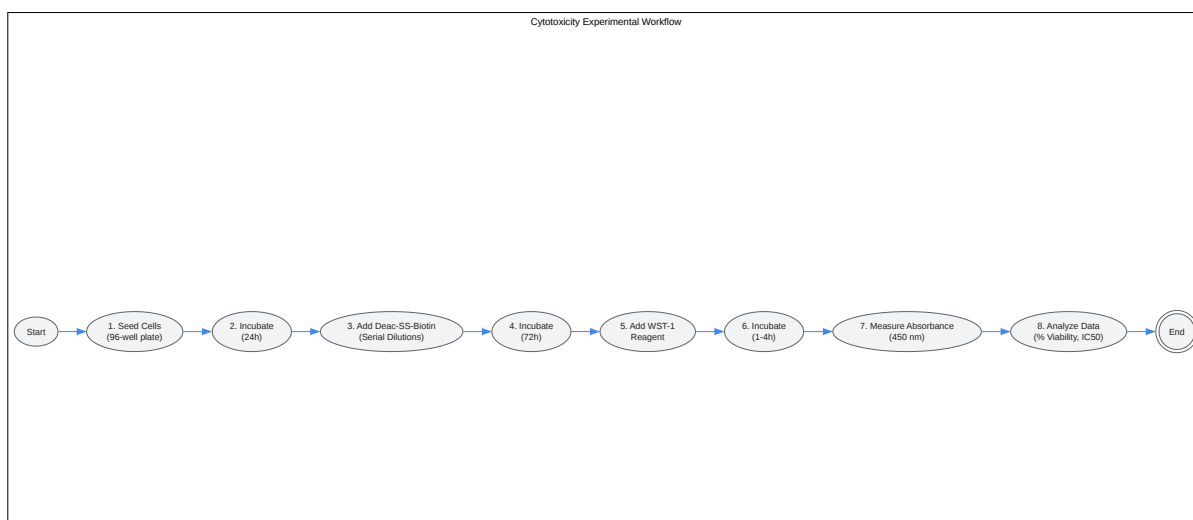 Cytotoxicity Experimental Workflow
Start
1. Seed Cells
(96-well plate)
2. Incubate
(24h)
3. Add Deac-SS-Biotin
(Serial Dilutions)
4. Incubate
(72h)
5. Add WST-1
Reagent
6. Incubate
(1-4h)
7. Measure Absorbance
(450 nm)
8. Analyze Data
(% Viability, IC50)
End